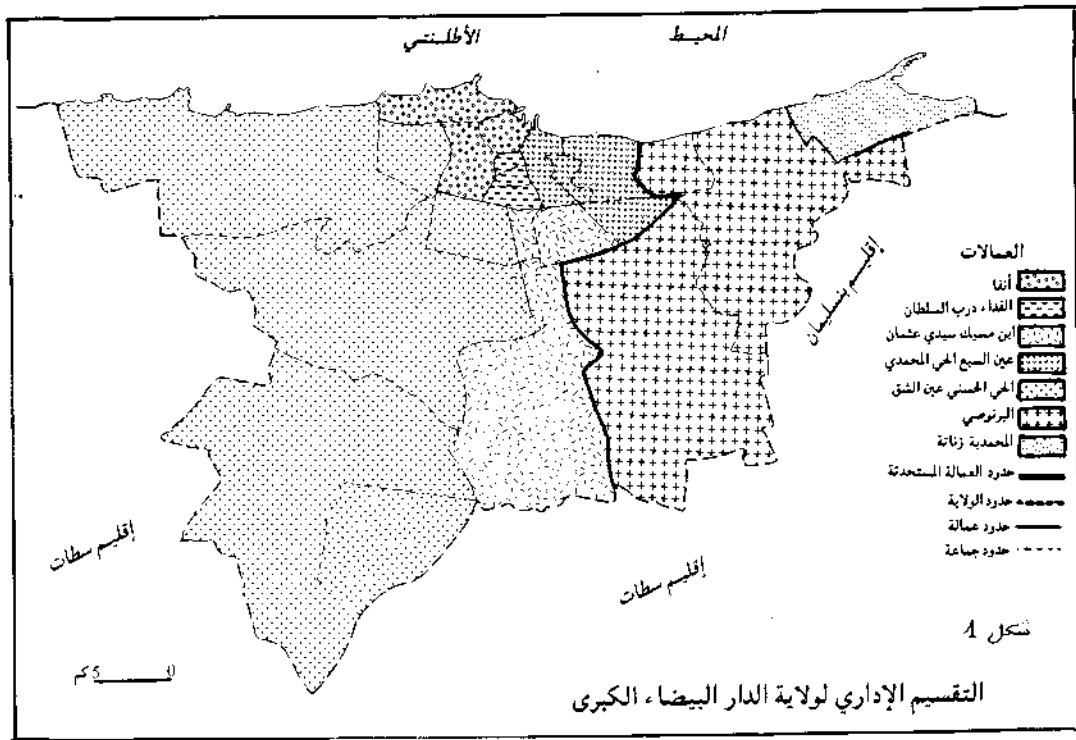 المحيط الأطلنتي
إقليم بنسليمان
العمالات
أنفا
الفداء درب السلطان
ابن مسيك سيدي عثمان
عين السبع الحي المحمدي
الحي الحسني عين الشق
البرنوصي
المحمدية زناتة
حدود العمالة المستحدثة
حدود الولاية
حدود عمالة
حدود جماعة
إقليم سطات
إقليم سطات
شكل 1
0 5 كم
التقسيم الإداري لولاية الدار البيضاء الكبرى